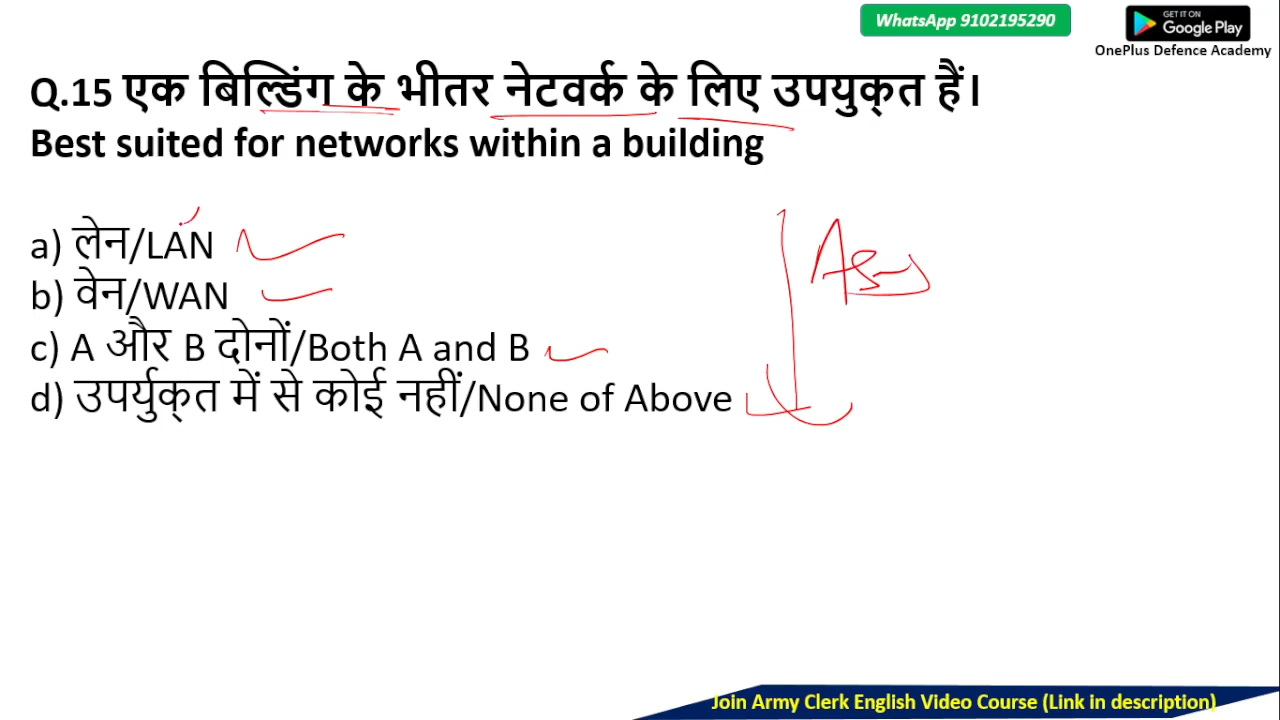 WhatsApp 9102195290
GET IT ON
Google Play
OnePlus Defence Academy
Q.15 एक बिल्डिंग के भीतर नेटवर्क के लिए उपयुक्त हैं।
Best suited for networks within a building
a) लेन/LAN
b) वेन/WAN
c) A और B दोनों/Both A and B
d) उपर्युक्त में से कोई नहीं/None of Above
Join Army Clerk English Video Course (Link in description)